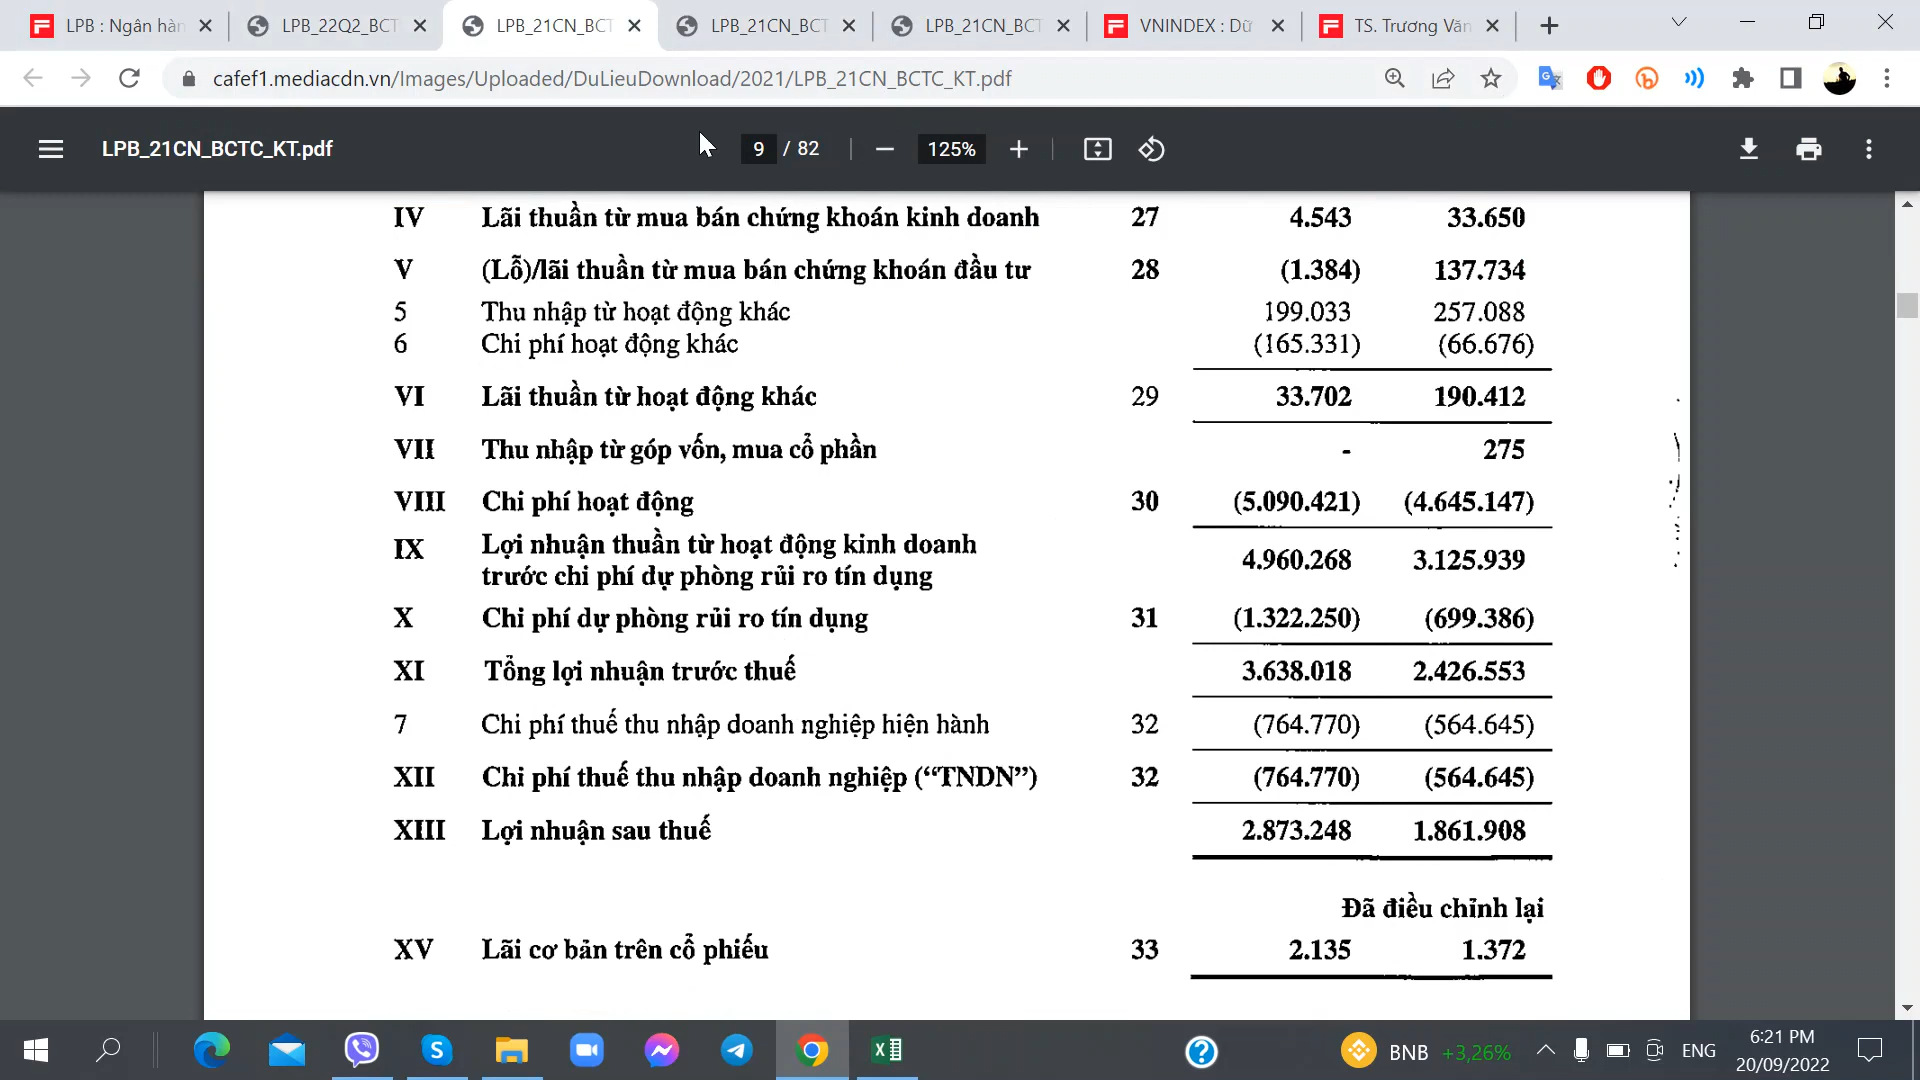 LPB : Ngân hàn
LPB_22Q2_BCT
LPB_21CN_BCT
LPB_21CN_BCT
LPB_21CN_BCT
VNINDEX : Dữ
TS. Trương Văn
cafef1.mediacdn.vn/Images/Uploaded/DuLieuDownload/2021/LPB_21CN_BCTC_KT.pdf
LPB_21CN_BCTC_KT.pdf
9 / 82
125%
IV Lãi thuần từ mua bán chứng khoán kinh doanh 27 4.543 33.650
V (Lỗ)/lãi thuần từ mua bán chứng khoán đầu tư 28 (1.384) 137.734
5 Thu nhập từ hoạt động khác 199.033 257.088
6 Chi phí hoạt động khác (165.331) (66.676)
VI Lãi thuần từ hoạt động khác 29 33.702 190.412
VII Thu nhập từ góp vốn, mua cổ phần - 275
VIII Chi phí hoạt động 30 (5.090.421) (4.645.147)
IX Lợi nhuận thuần từ hoạt động kinh doanh
trước chi phí dự phòng rủi ro tín dụng 4.960.268 3.125.939
X Chi phí dự phòng rủi ro tín dụng 31 (1.322.250) (699.386)
XI Tổng lợi nhuận trước thuế 3.638.018 2.426.553
7 Chi phí thuế thu nhập doanh nghiệp hiện hành 32 (764.770) (564.645)
XII Chi phí thuế thu nhập doanh nghiệp (“TNDN”) 32 (764.770) (564.645)
XIII Lợi nhuận sau thuế 2.873.248 1.861.908
Đã điều chỉnh lại
XV Lãi cơ bản trên cổ phiếu 33 2.135 1.372
BNB +3,26%
ENG
6:21 PM
20/09/2022